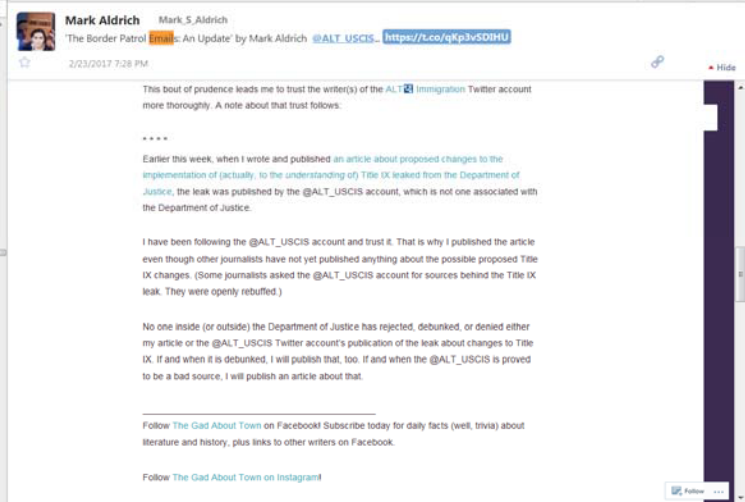 Mark Aldrich Mark_S_Aldrich
'The Border Patrol Emails: An Update' by Mark Aldrich @ALT_USCIS... https://t.co/qKp3v5DIHU
2/23/2017 7:28 PM
Hide
This bout of prudence leads me to trust the writer(s) of the ALT Immigration Twitter account
more thoroughly. A note about that trust follows:
* * * *
Earlier this week, when I wrote and published an article about proposed changes to the
implementation of (actually, to the understanding of) Title IX leaked from the Department of
Justice, the leak was published by the @ALT_USCIS account, which is not one associated with
the Department of Justice.
I have been following the @ALT_USCIS account and trust it. That is why I published the article
even though other journalists have not yet published anything about the possible proposed Title
IX changes. (Some journalists asked the @ALT_USCIS account for sources behind the Title IX
leak. They were openly rebuffed.)
No one inside (or outside) the Department of Justice has rejected, debunked, or denied either
my article or the @ALT_USCIS Twitter account's publication of the leak about changes to Title
IX. If and when it is debunked, I will publish that, too. If and when the @ALT_USCIS is proved
to be a bad source, I will publish an article about that.
Follow The Gad About Town on Facebook! Subscribe today for daily facts (well, trivia) about
literature and history, plus links to other writers on Facebook.
Follow The Gad About Town on Instagram!
Follow ...